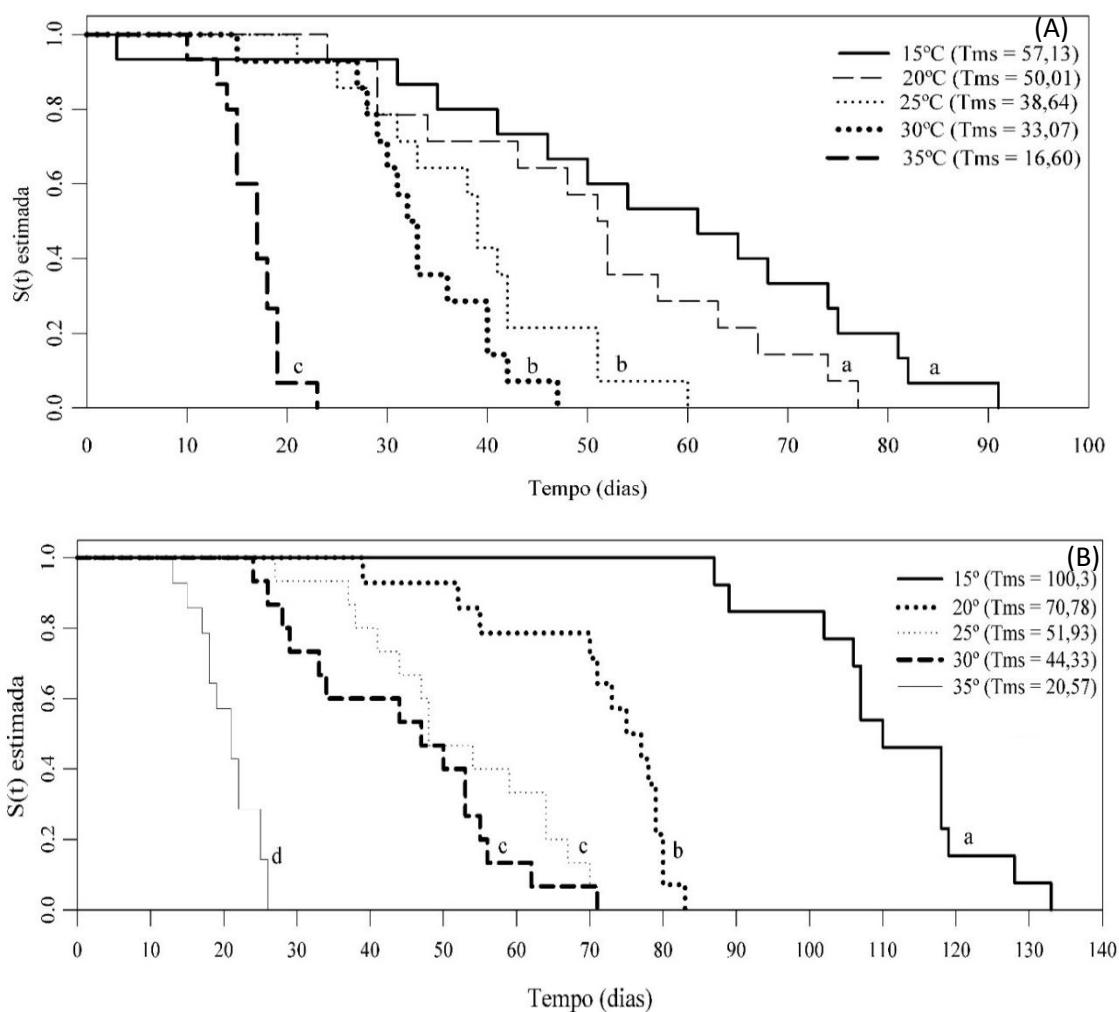 (A)
S(t) estimada
1.0
0.8
0.6
0.4
0.2
0.0
15ºC (Tms = 57,13)
20ºC (Tms = 50,01)
25ºC (Tms = 38,64)
30ºC (Tms = 33,07)
35ºC (Tms = 16,60)
c
b
b
a
a
0 10 20 30 40 50 60 70 80 90 100
Tempo (dias)
(B)
S(t) estimada
1.0
0.8
0.6
0.4
0.2
0.0
15º (Tms = 100,3)
20º (Tms = 70,78)
25º (Tms = 51,93)
30º (Tms = 44,33)
35º (Tms = 20,57)
d
c
c
b
a
0 10 20 30 40 50 60 70 80 90 100 110 120 130 140
Tempo (dias)